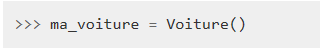 >>> ma_voiture = Voiture()